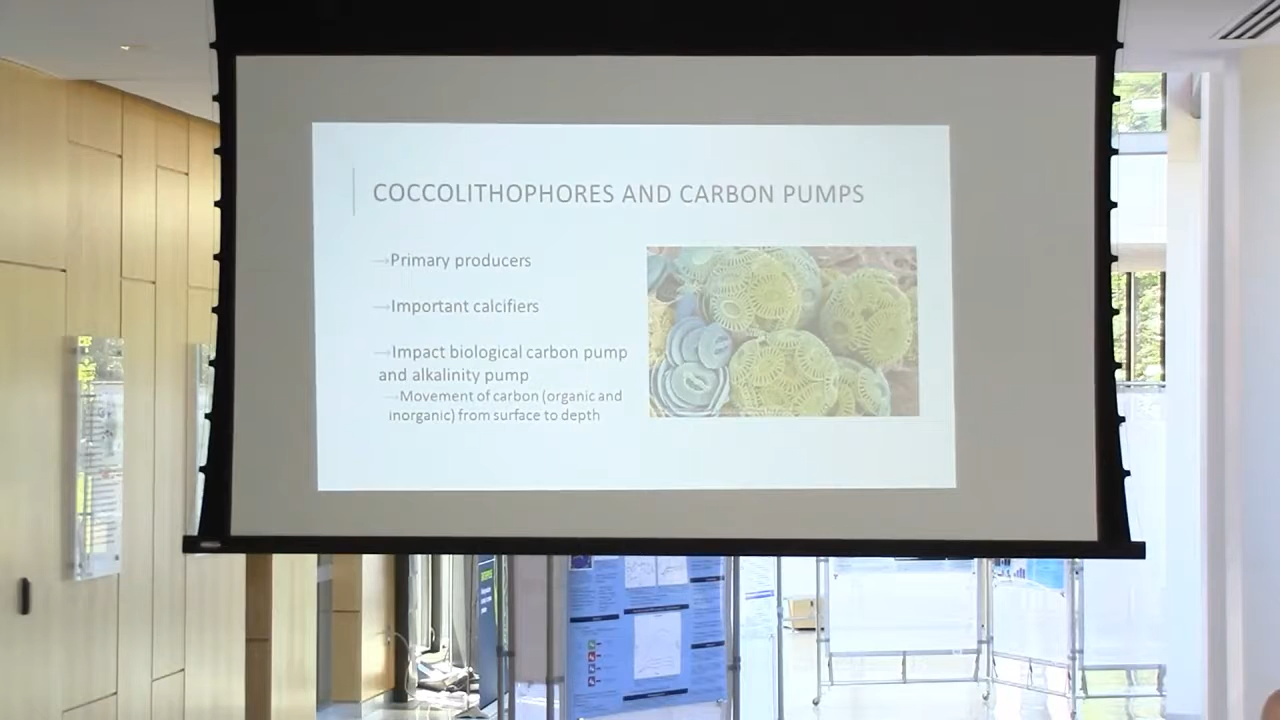 COCCOLITHOPHORES AND CARBON PUMPS
→Primary producers
→Important calcifiers
→Impact biological carbon pump
and alkalinity pump
→Movement of carbon (organic and
inorganic) from surface to depth